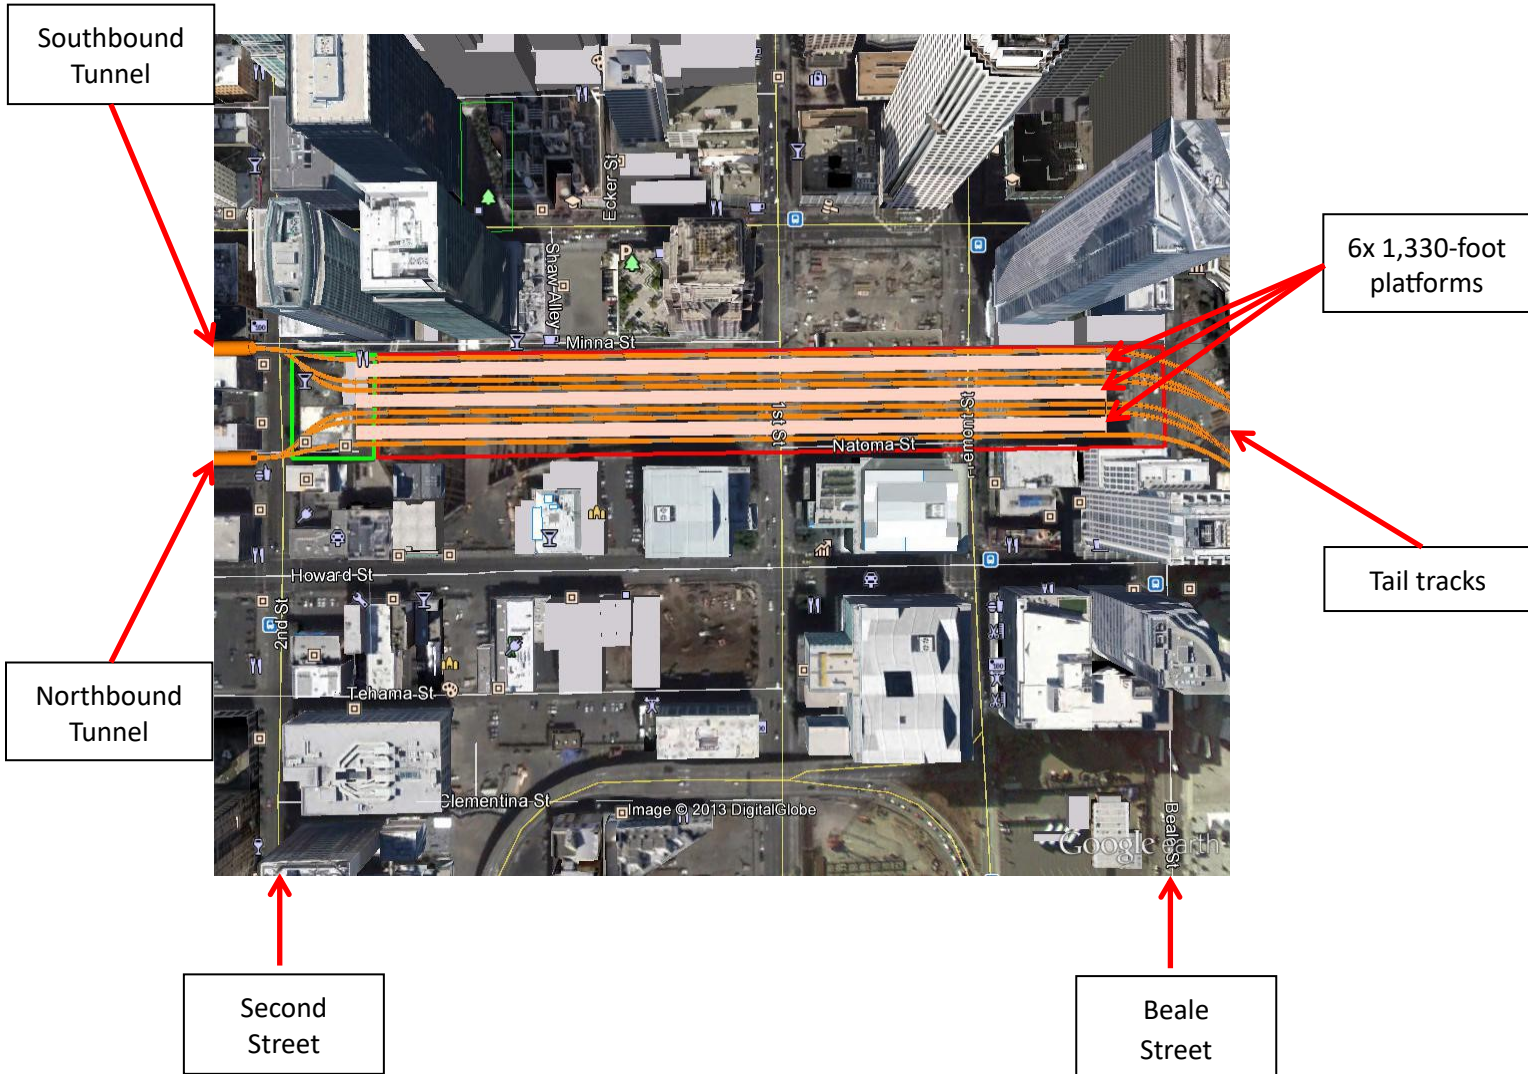 Southbound
Tunnel
6x 1,330-foot
platforms
Ecker St
Shaw Alley
Minna St
1st St
Natoma St
Tail tracks
Howard St
2nd St
Northbound
Tunnel
Tehama St
Clementina St
Image © 2013 DigitalGlobe
Google earth
Beale St
Second
Street
Beale
Street